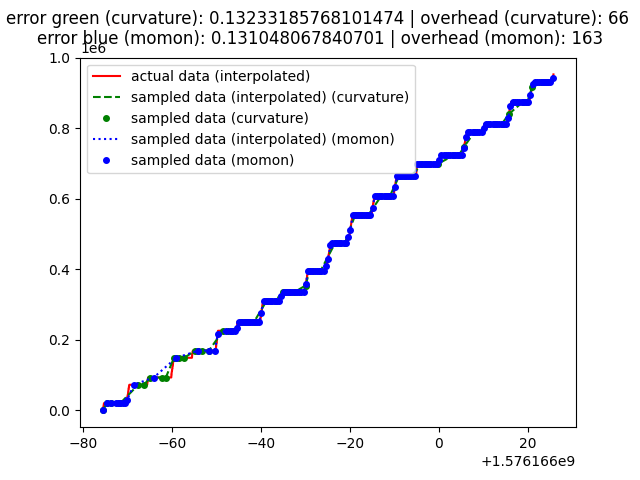 error green (curvature): 0.13233185768101474 | overhead (curvature): 66
error blue (momon): 0.131048067840701 | overhead (momon): 163
1e6
actual data (interpolated)
sampled data (interpolated) (curvature)
sampled data (curvature)
sampled data (interpolated) (momon)
sampled data (momon)
1.0
0.8
0.6
0.4
0.2
0.0
−80 −60 −40 −20 0 20
+1.576166e9